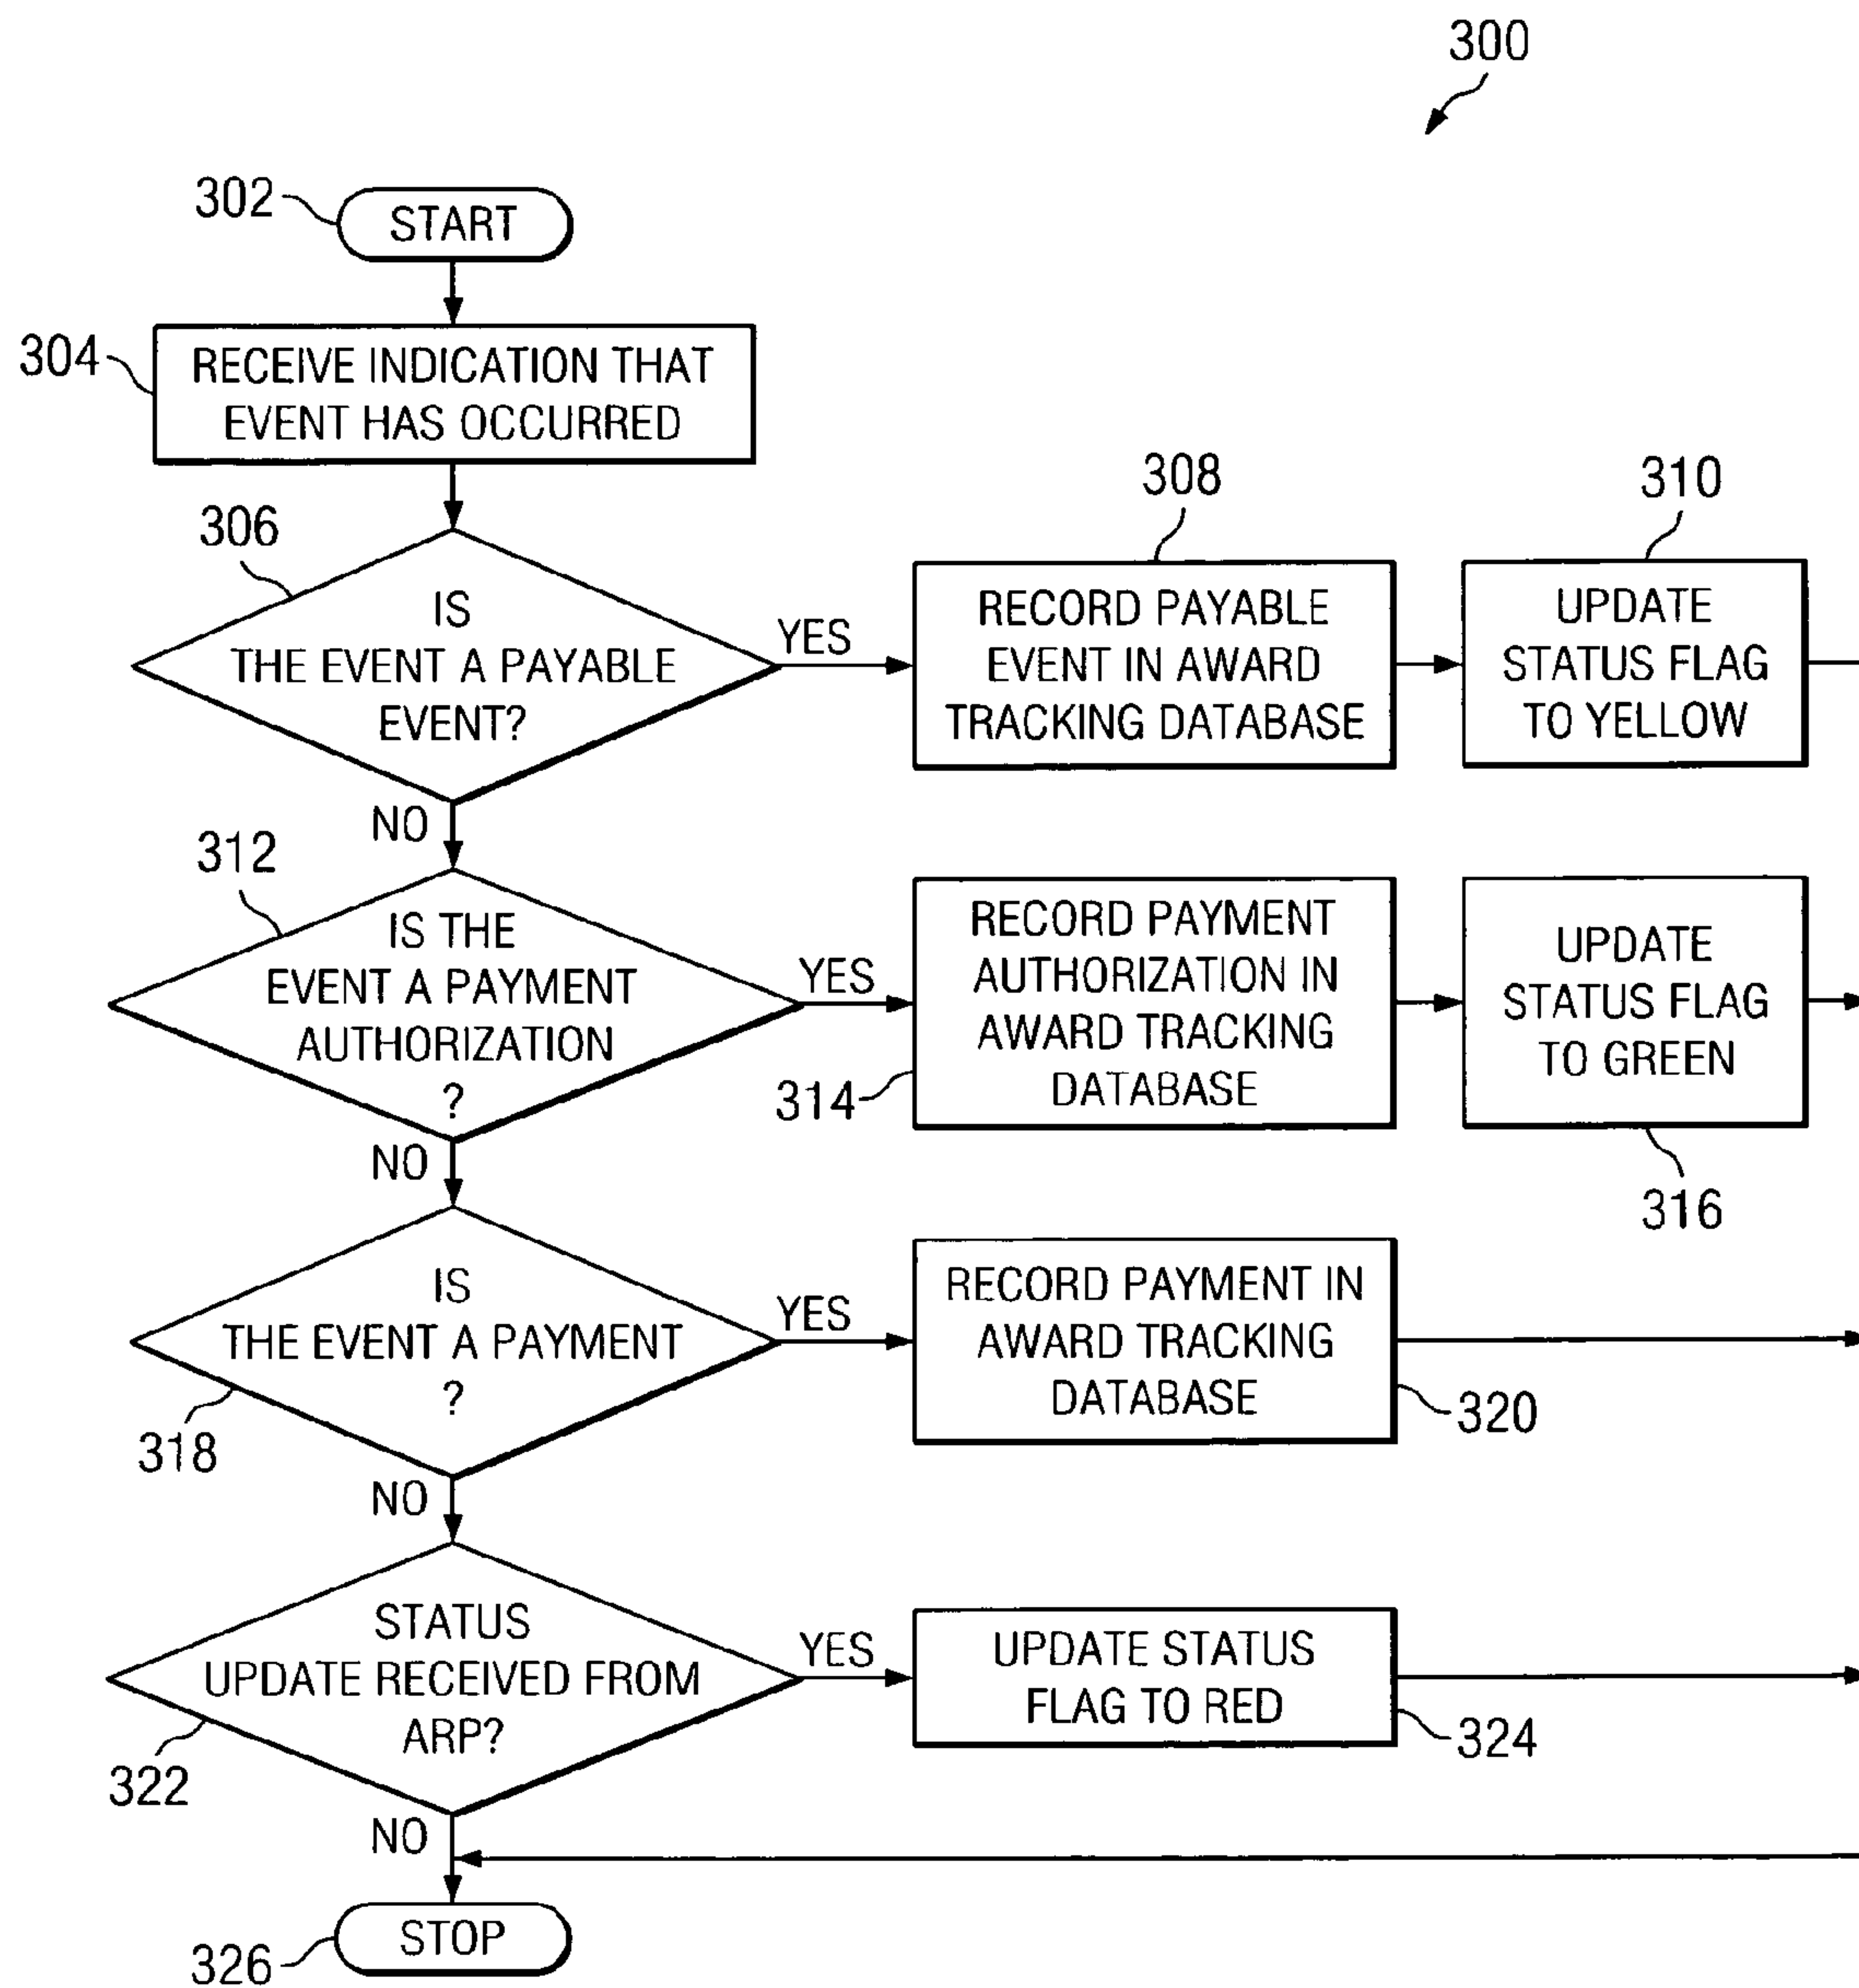 300
302
START
304
RECEIVE INDICATION THAT
EVENT HAS OCCURRED
306
IS
THE EVENT A PAYABLE
EVENT?
YES
308
RECORD PAYABLE
EVENT IN AWARD
TRACKING DATABASE
310
UPDATE
STATUS FLAG
TO YELLOW
NO
312
IS THE
EVENT A PAYMENT
AUTHORIZATION
?
YES
RECORD PAYMENT
AUTHORIZATION IN
AWARD TRACKING
DATABASE
314
UPDATE
STATUS FLAG
TO GREEN
316
NO
IS
THE EVENT A PAYMENT
?
318
YES
RECORD PAYMENT IN
AWARD TRACKING
DATABASE
320
NO
STATUS
UPDATE RECEIVED FROM
ARP?
322
YES
UPDATE STATUS
FLAG TO RED
324
NO
STOP
326